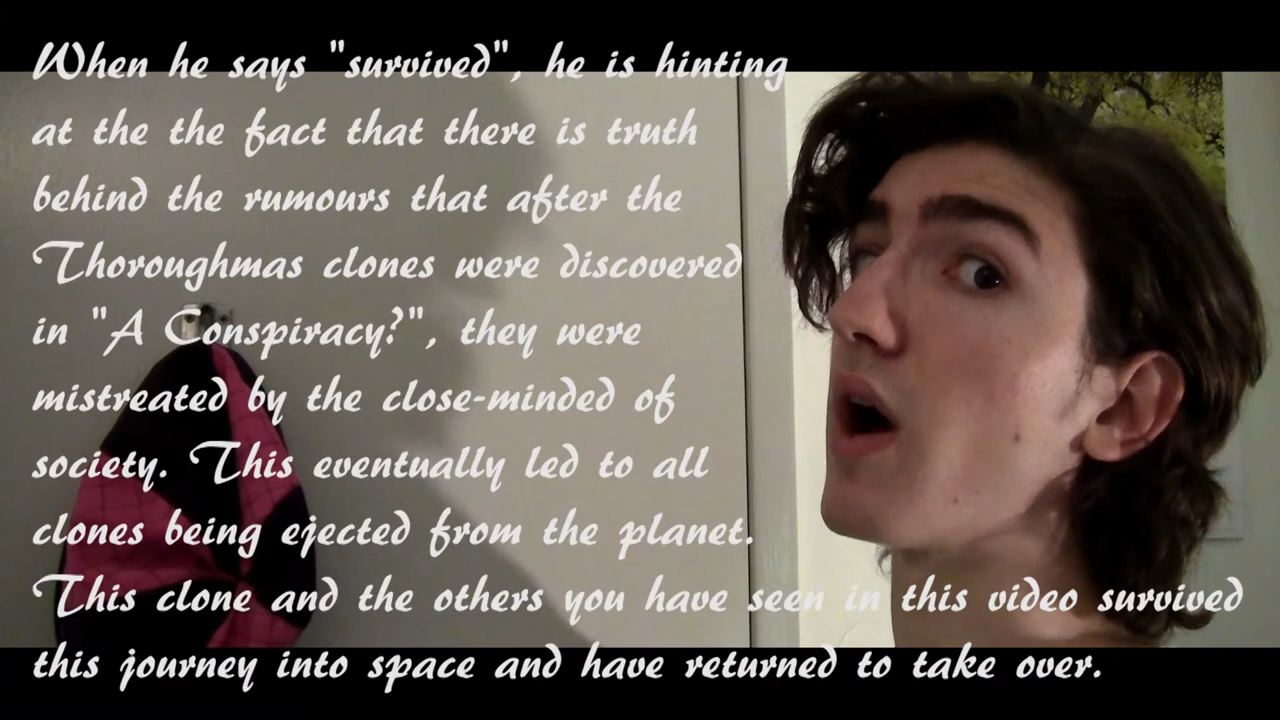 When he says "survived", he is hinting
at the the fact that there is truth
behind the rumours that after the
Thoroughmas clones were discovered
in "A Conspiracy?", they were
mistreated by the close-minded of
society. This eventually led to all
clones being ejected from the planet.
This clone and the others you have seen in this video survived
this journey into space and have returned to take over.